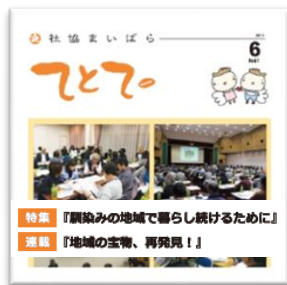 社協まいばら
6
てとて。
特集 『馴染みの地域で暮らし続けるために』
連載 『地域の宝物、再発見!』